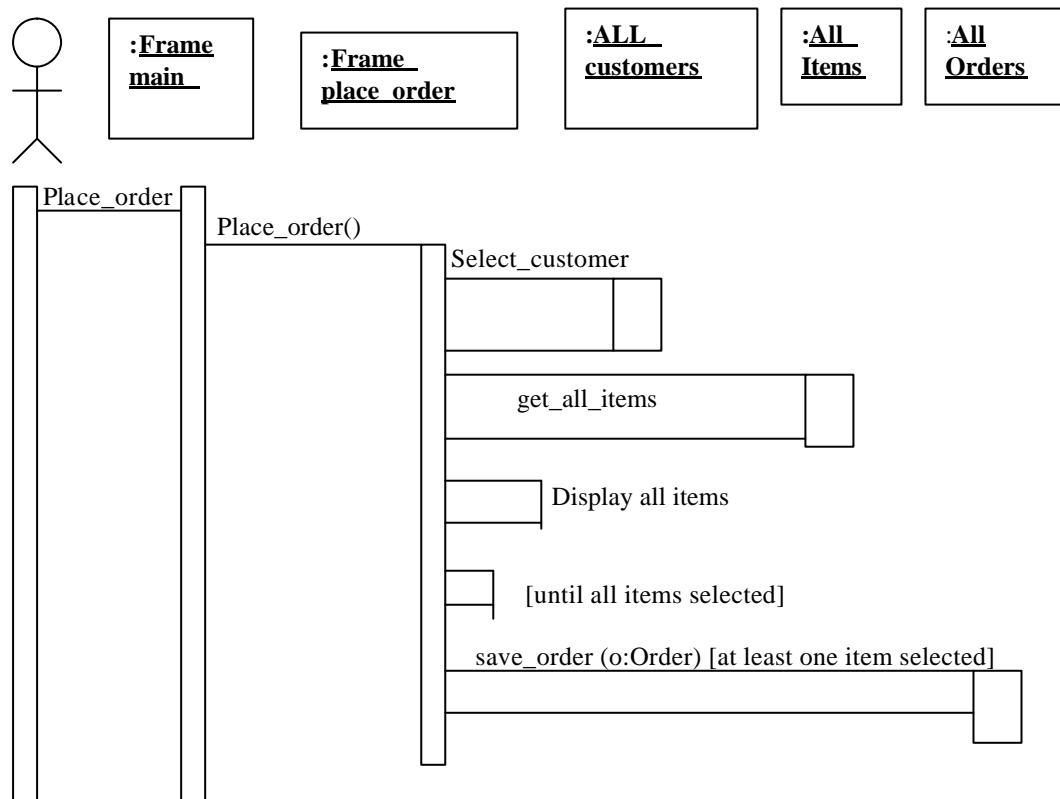 :Frame
main
:Frame
place_order
:ALL
customers
:All
Items
:All
Orders
Place_order
Place_order()
Select_customer
get_all_items
Display all items
[until all items selected]
save_order (o:Order) [at least one item selected]